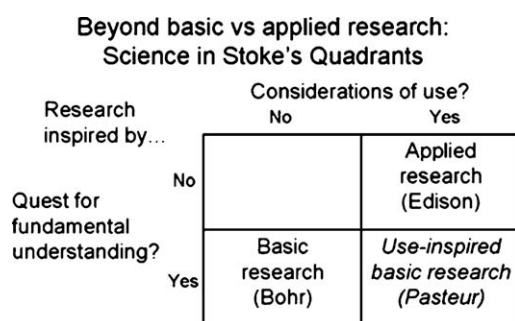 Beyond basic vs applied research:
Science in Stoke's Quadrants
Considerations of use?
Research
inspired by...
No
Yes
Quest for
fundamental
understanding?
No
Applied
research
(Edison)
Yes
Basic
research
(Bohr)
Use-inspired
basic research
(Pasteur)